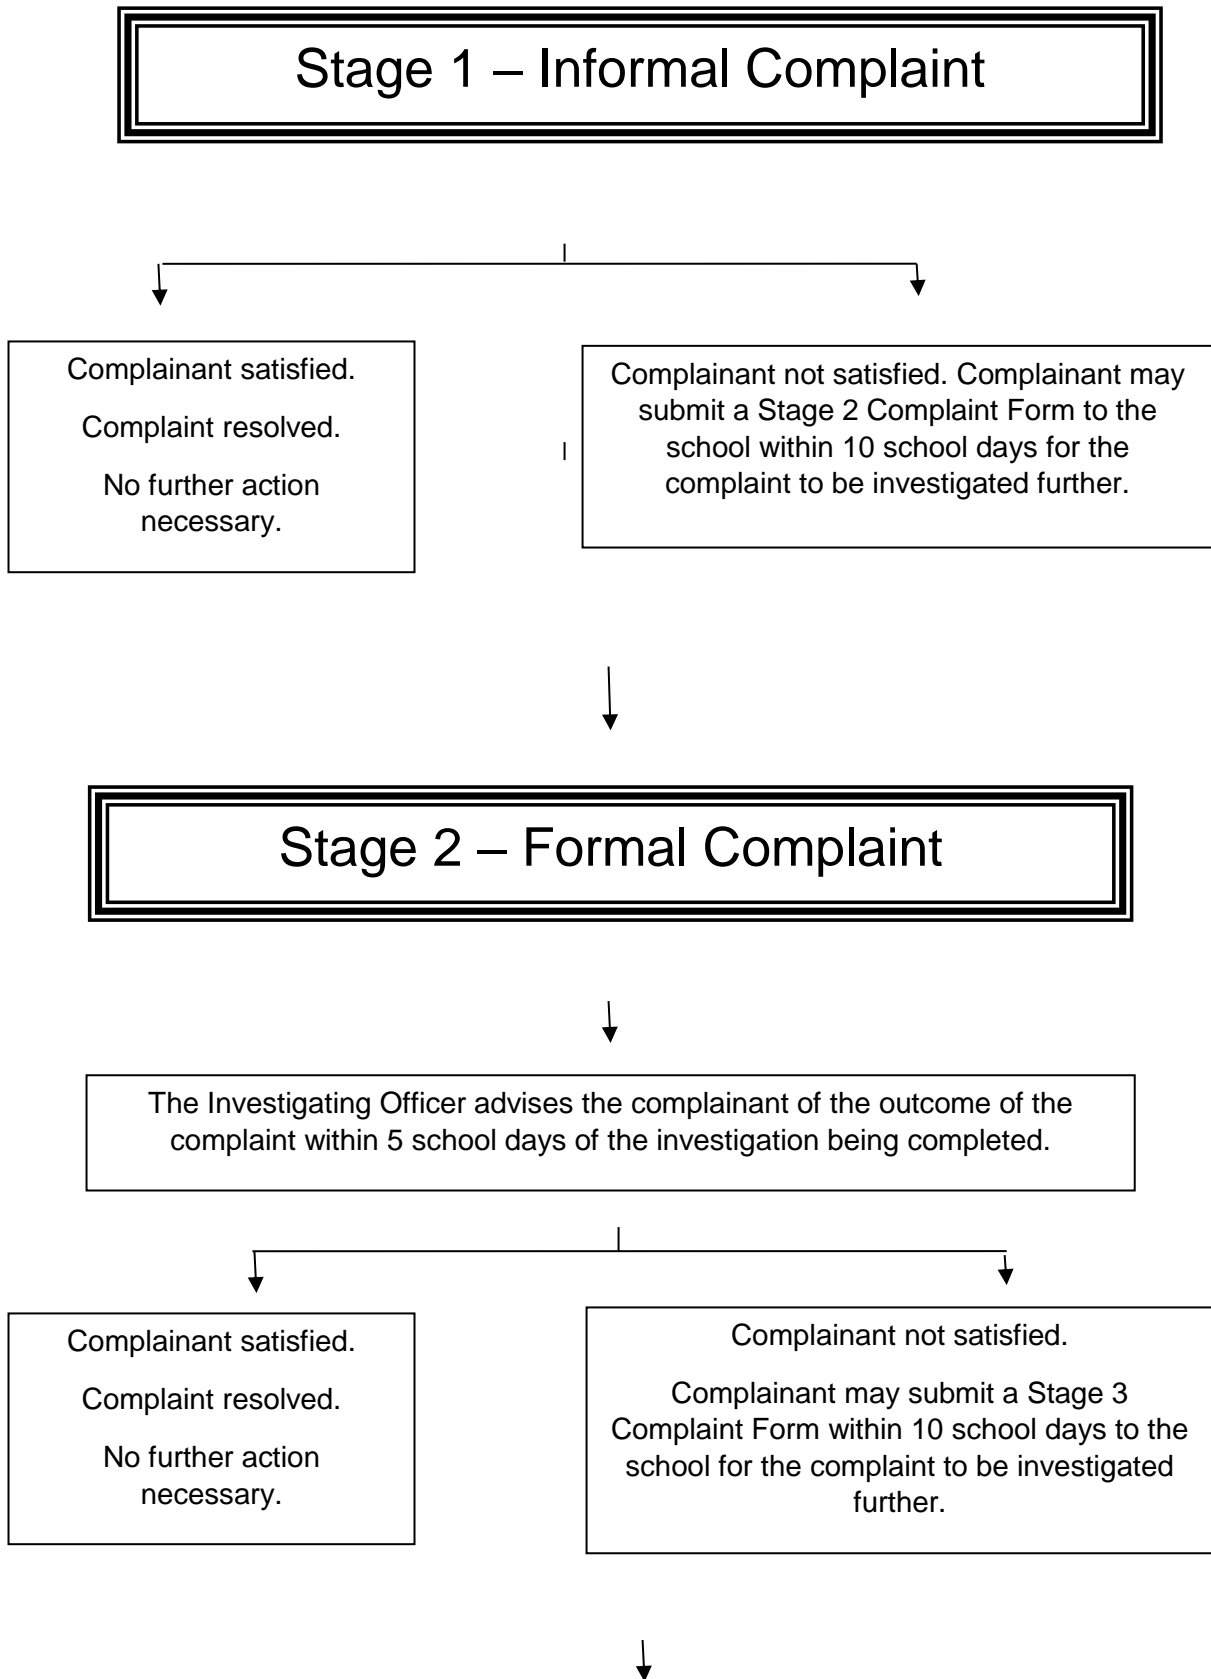 Stage 1 – Informal Complaint
Complainant satisfied.
Complaint resolved.
No further action
necessary.
Complainant not satisfied. Complainant may
submit a Stage 2 Complaint Form to the
school within 10 school days for the
complaint to be investigated further.
Stage 2 – Formal Complaint
The Investigating Officer advises the complainant of the outcome of the
complaint within 5 school days of the investigation being completed.
Complainant satisfied.
Complaint resolved.
No further action
necessary.
Complainant not satisfied.
Complainant may submit a Stage 3
Complaint Form within 10 school days to the
school for the complaint to be investigated
further.